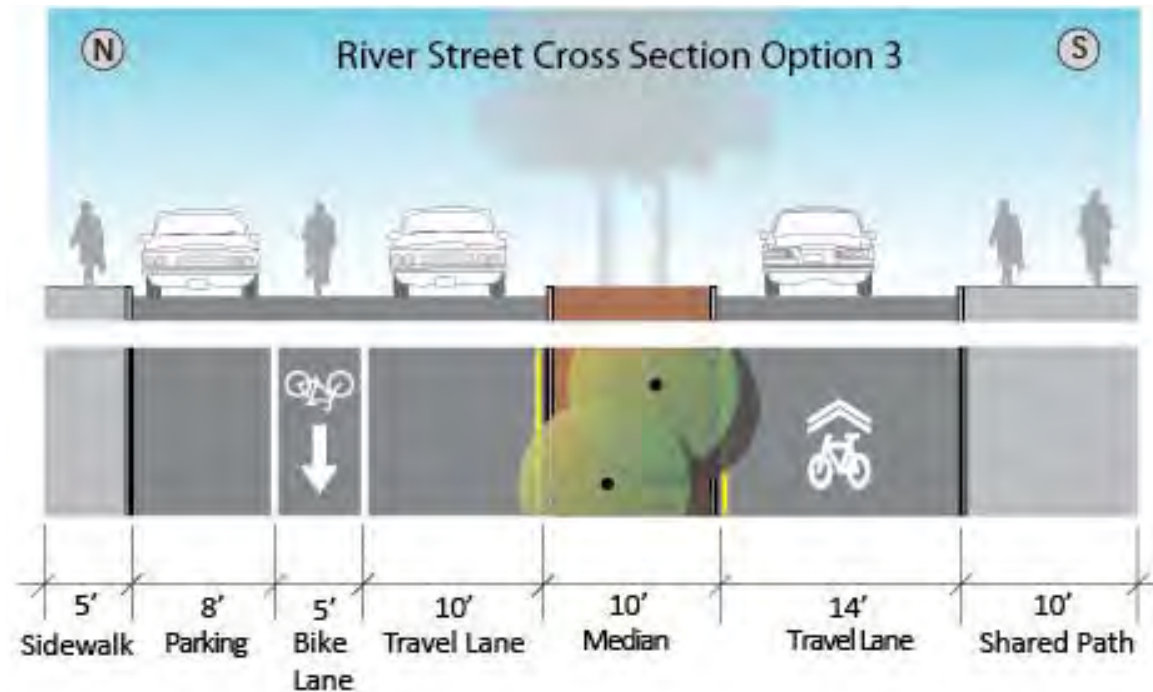 N
River Street Cross Section Option 3
S
5’ 8’ 5’ 10’ 10’ 14’ 10’
Sidewalk Parking Bike Travel Lane Median Travel Lane Shared Path
Lane